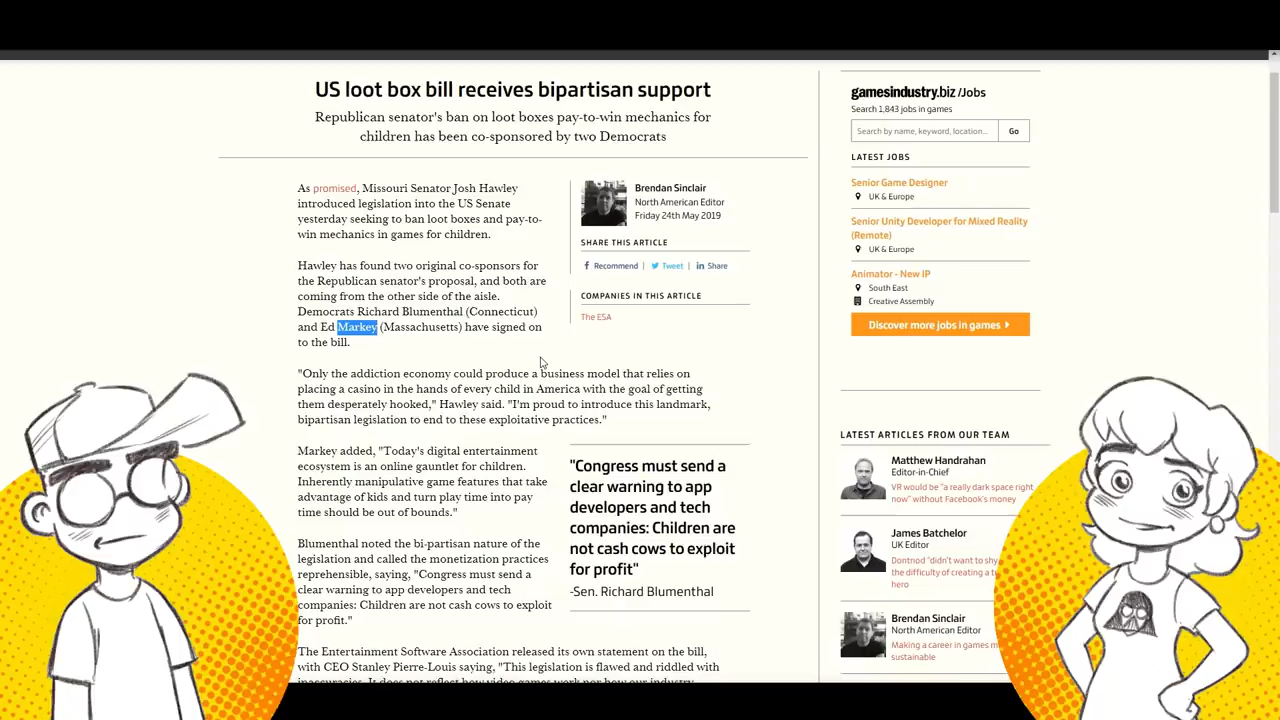 US loot box bill receives bipartisan support
Republican senator's ban on loot boxes pay-to-win mechanics for
children has been co-sponsored by two Democrats
As promised, Missouri Senator Josh Hawley
introduced legislation into the US Senate
yesterday seeking to ban loot boxes and pay-to-
win mechanics in games for children.
Hawley has found two original co-sponsors for
the Republican senator's proposal, and both are
coming from the other side of the aisle.
Democrats Richard Blumenthal (Connecticut)
and Ed Markey (Massachusetts) have signed on
to the bill.
Brendan Sinclair
North American Editor
Friday 24th May 2019
SHARE THIS ARTICLE
Recommend
Tweet
Share
COMPANIES IN THIS ARTICLE
The ESA
"Only the addiction economy could produce a business model that relies on
placing a casino in the hands of every child in America with the goal of getting
them desperately hooked," Hawley said. "I'm proud to introduce this landmark,
bipartisan legislation to end to these exploitative practices."
Markey added, "Today's digital entertainment
ecosystem is an online gauntlet for children.
Inherently manipulative game features that take
advantage of kids and turn play time into pay
time should be out of bounds."
Blumenthal noted the bi-partisan nature of the
legislation and called the monetization practices
reprehensible, saying, "Congress must send a
clear warning to app developers and tech
companies: Children are not cash cows to exploit
for profit."
"Congress must send a
clear warning to app
developers and tech
companies: Children are
not cash cows to exploit
for profit"
-Sen. Richard Blumenthal
The Entertainment Software Association released its own statement on the bill,
with CEO Stanley Pierre-Louis saying, "This legislation is flawed and riddled with
inaccuracies. It does not reflect how video games work nor how our industry
gamesindustry.biz /Jobs
Search 1,843 jobs in games
Search by name, keyword, location...
Go
LATEST JOBS
Senior Game Designer
UK & Europe
Senior Unity Developer for Mixed Reality
(Remote)
UK & Europe
Animator - New IP
South East
Creative Assembly
Discover more jobs in games
LATEST ARTICLES FROM OUR TEAM
Matthew Handrahan
Editor-in-Chief
VR would be "a really dark space right
now" without Facebook's money
James Batchelor
UK Editor
Dontnod "didn't want to shy
the difficulty of creating a
hero
Brendan Sinclair
North American Editor
Making a career in games
sustainable